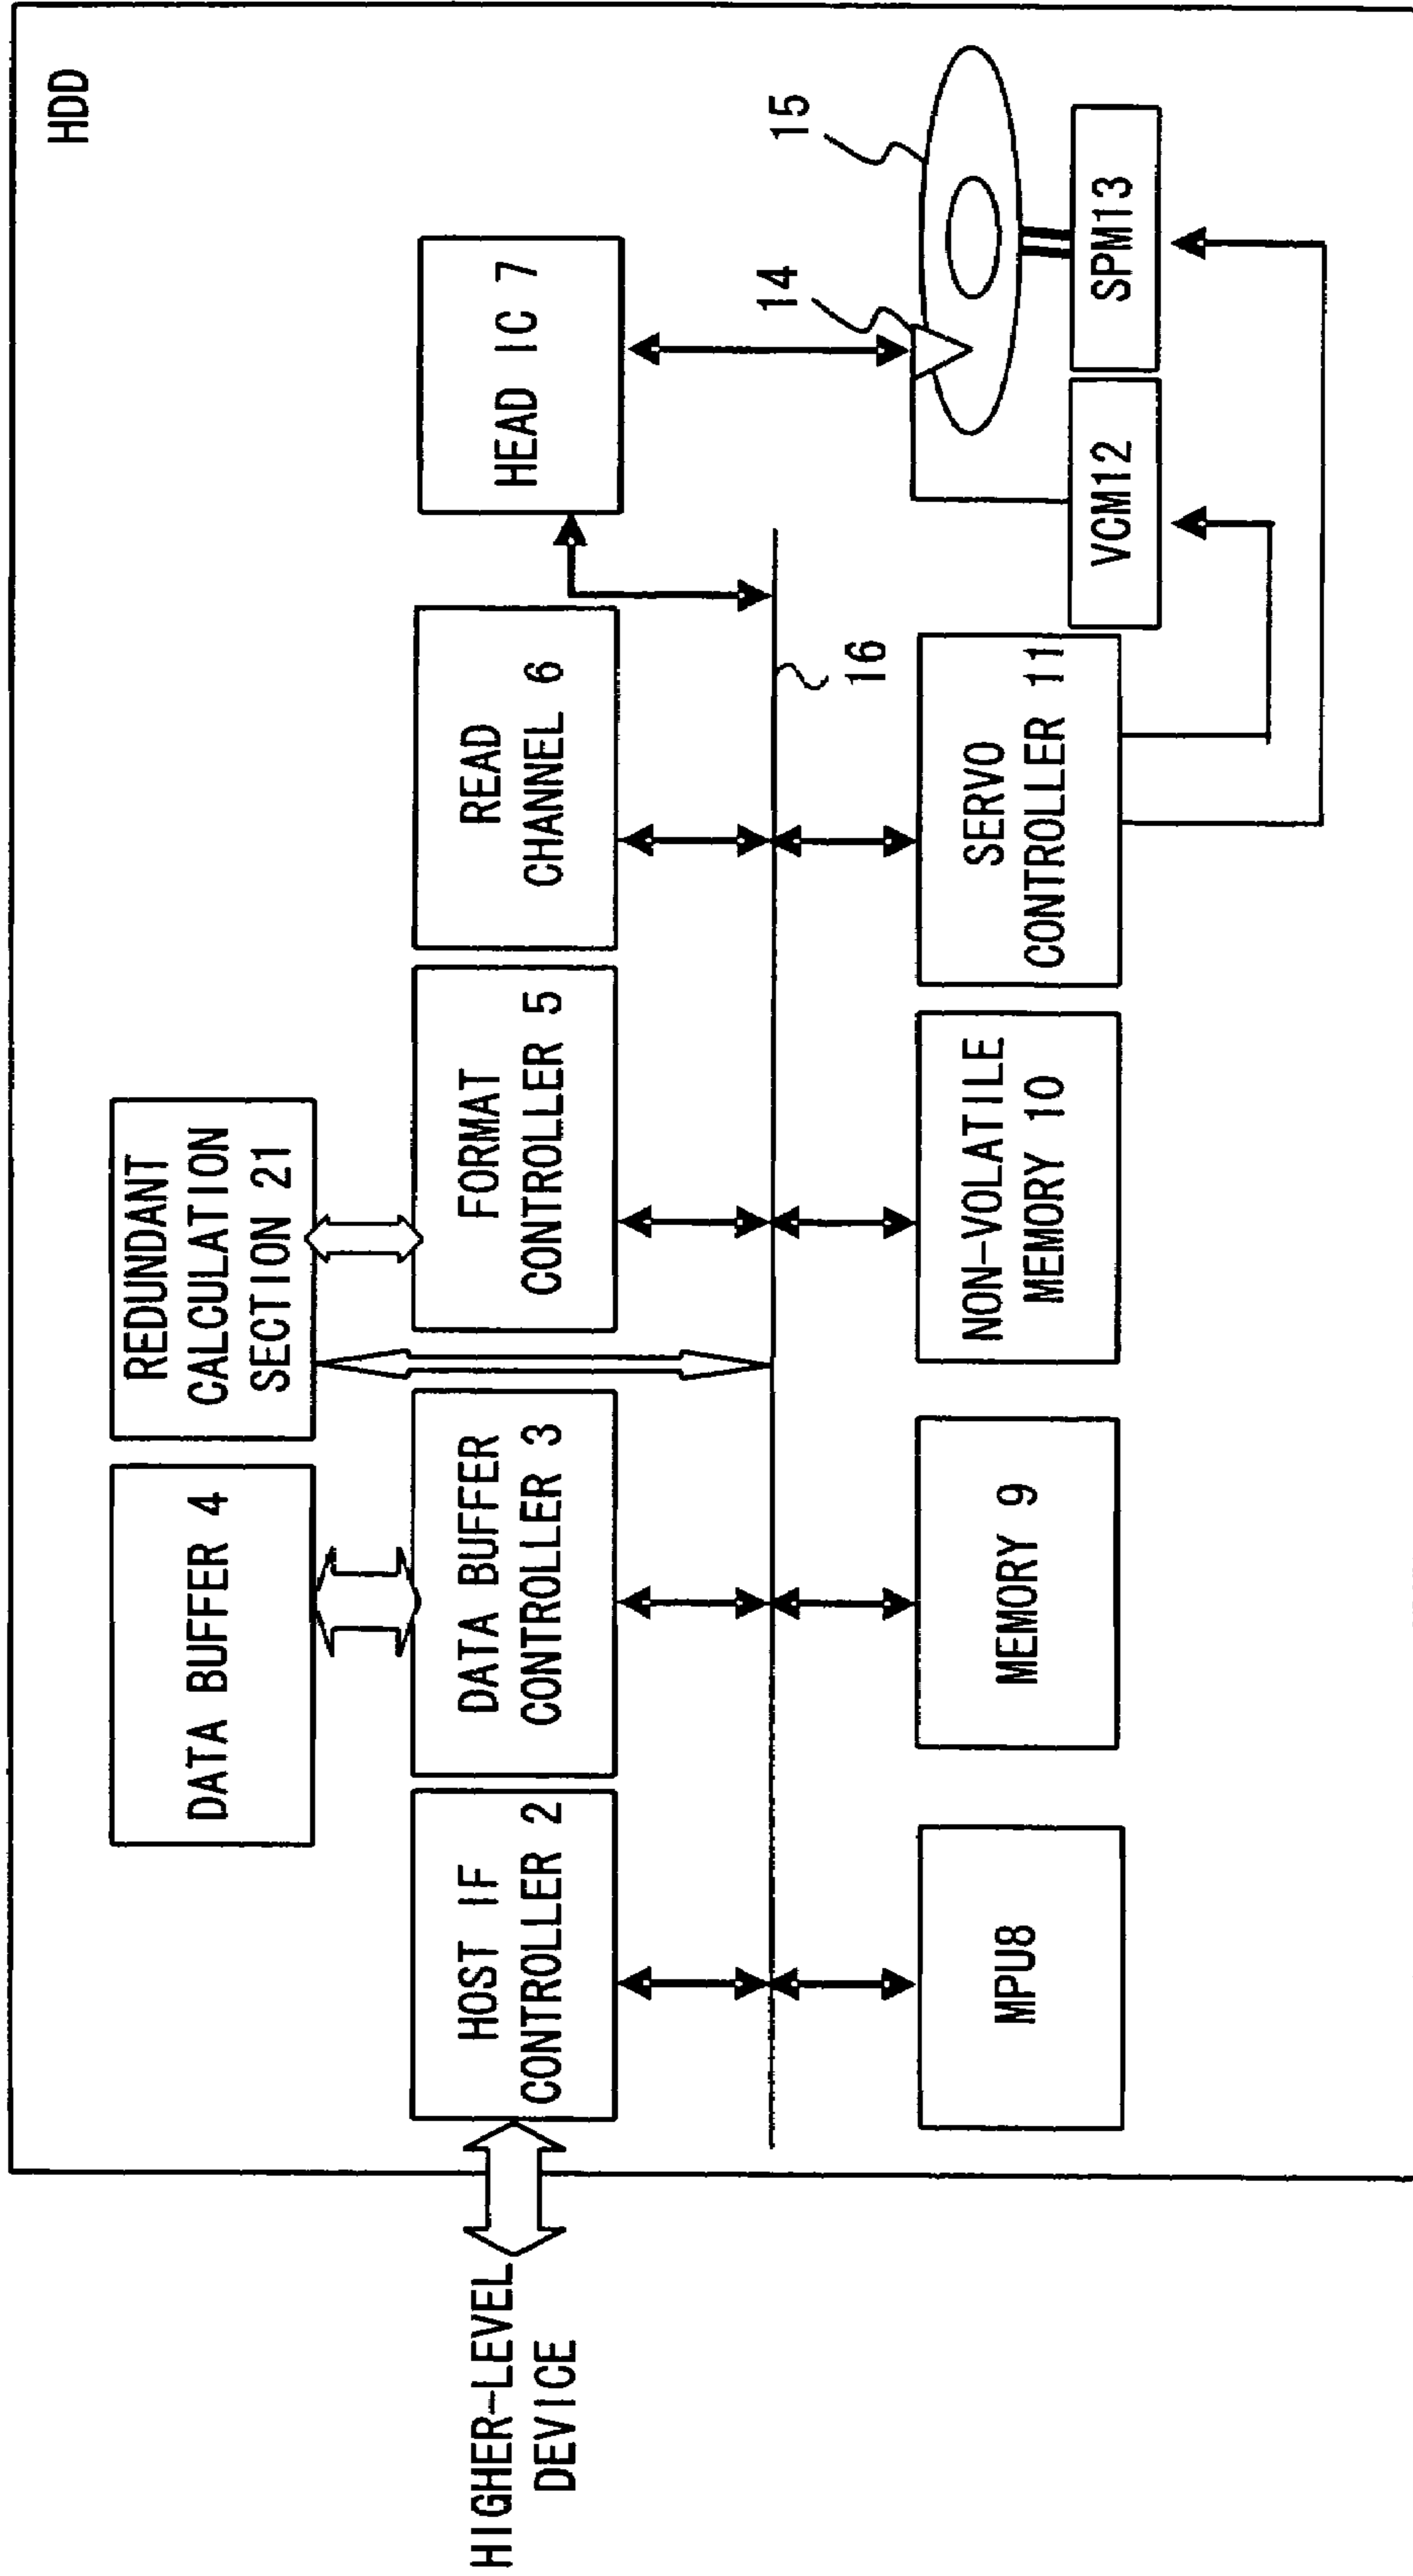 HDD
DATA BUFFER 4
REDUNDANT
CALCULATION
SECTION 21
HIGHER-LEVEL
DEVICE
HOST IF
CONTROLLER 2
DATA BUFFER
CONTROLLER 3
FORMAT
CONTROLLER 5
READ
CHANNEL 6
HEAD IC 7
16
14
15
MPU8
MEMORY 9
NON-VOLATILE
MEMORY 10
SERVO
CONTROLLER 11
VCM12
SPM13